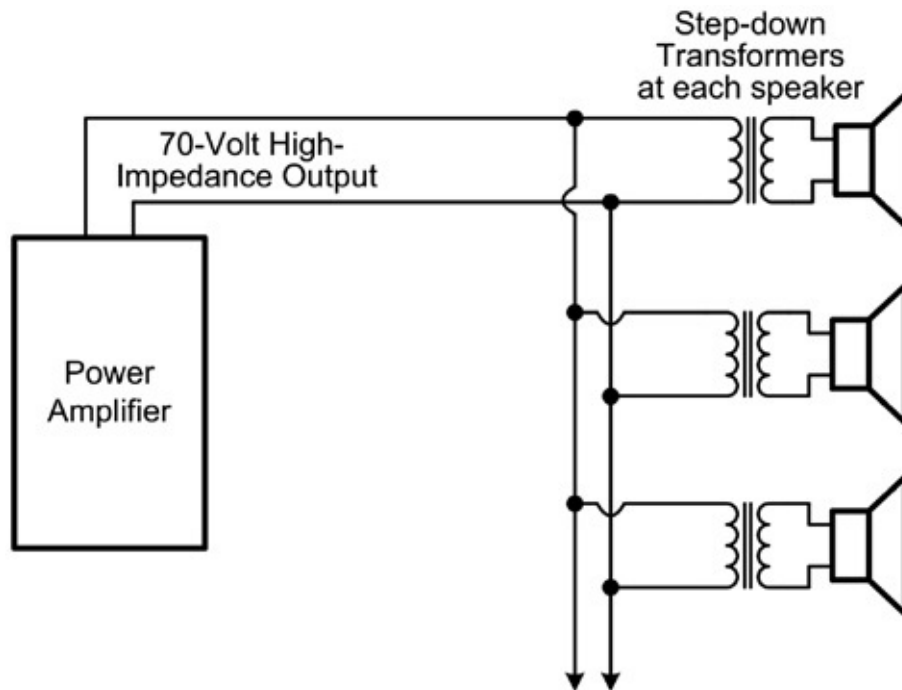 Step-down
Transformers
at each speaker
70-Volt High-
Impedance Output
Power
Amplifier